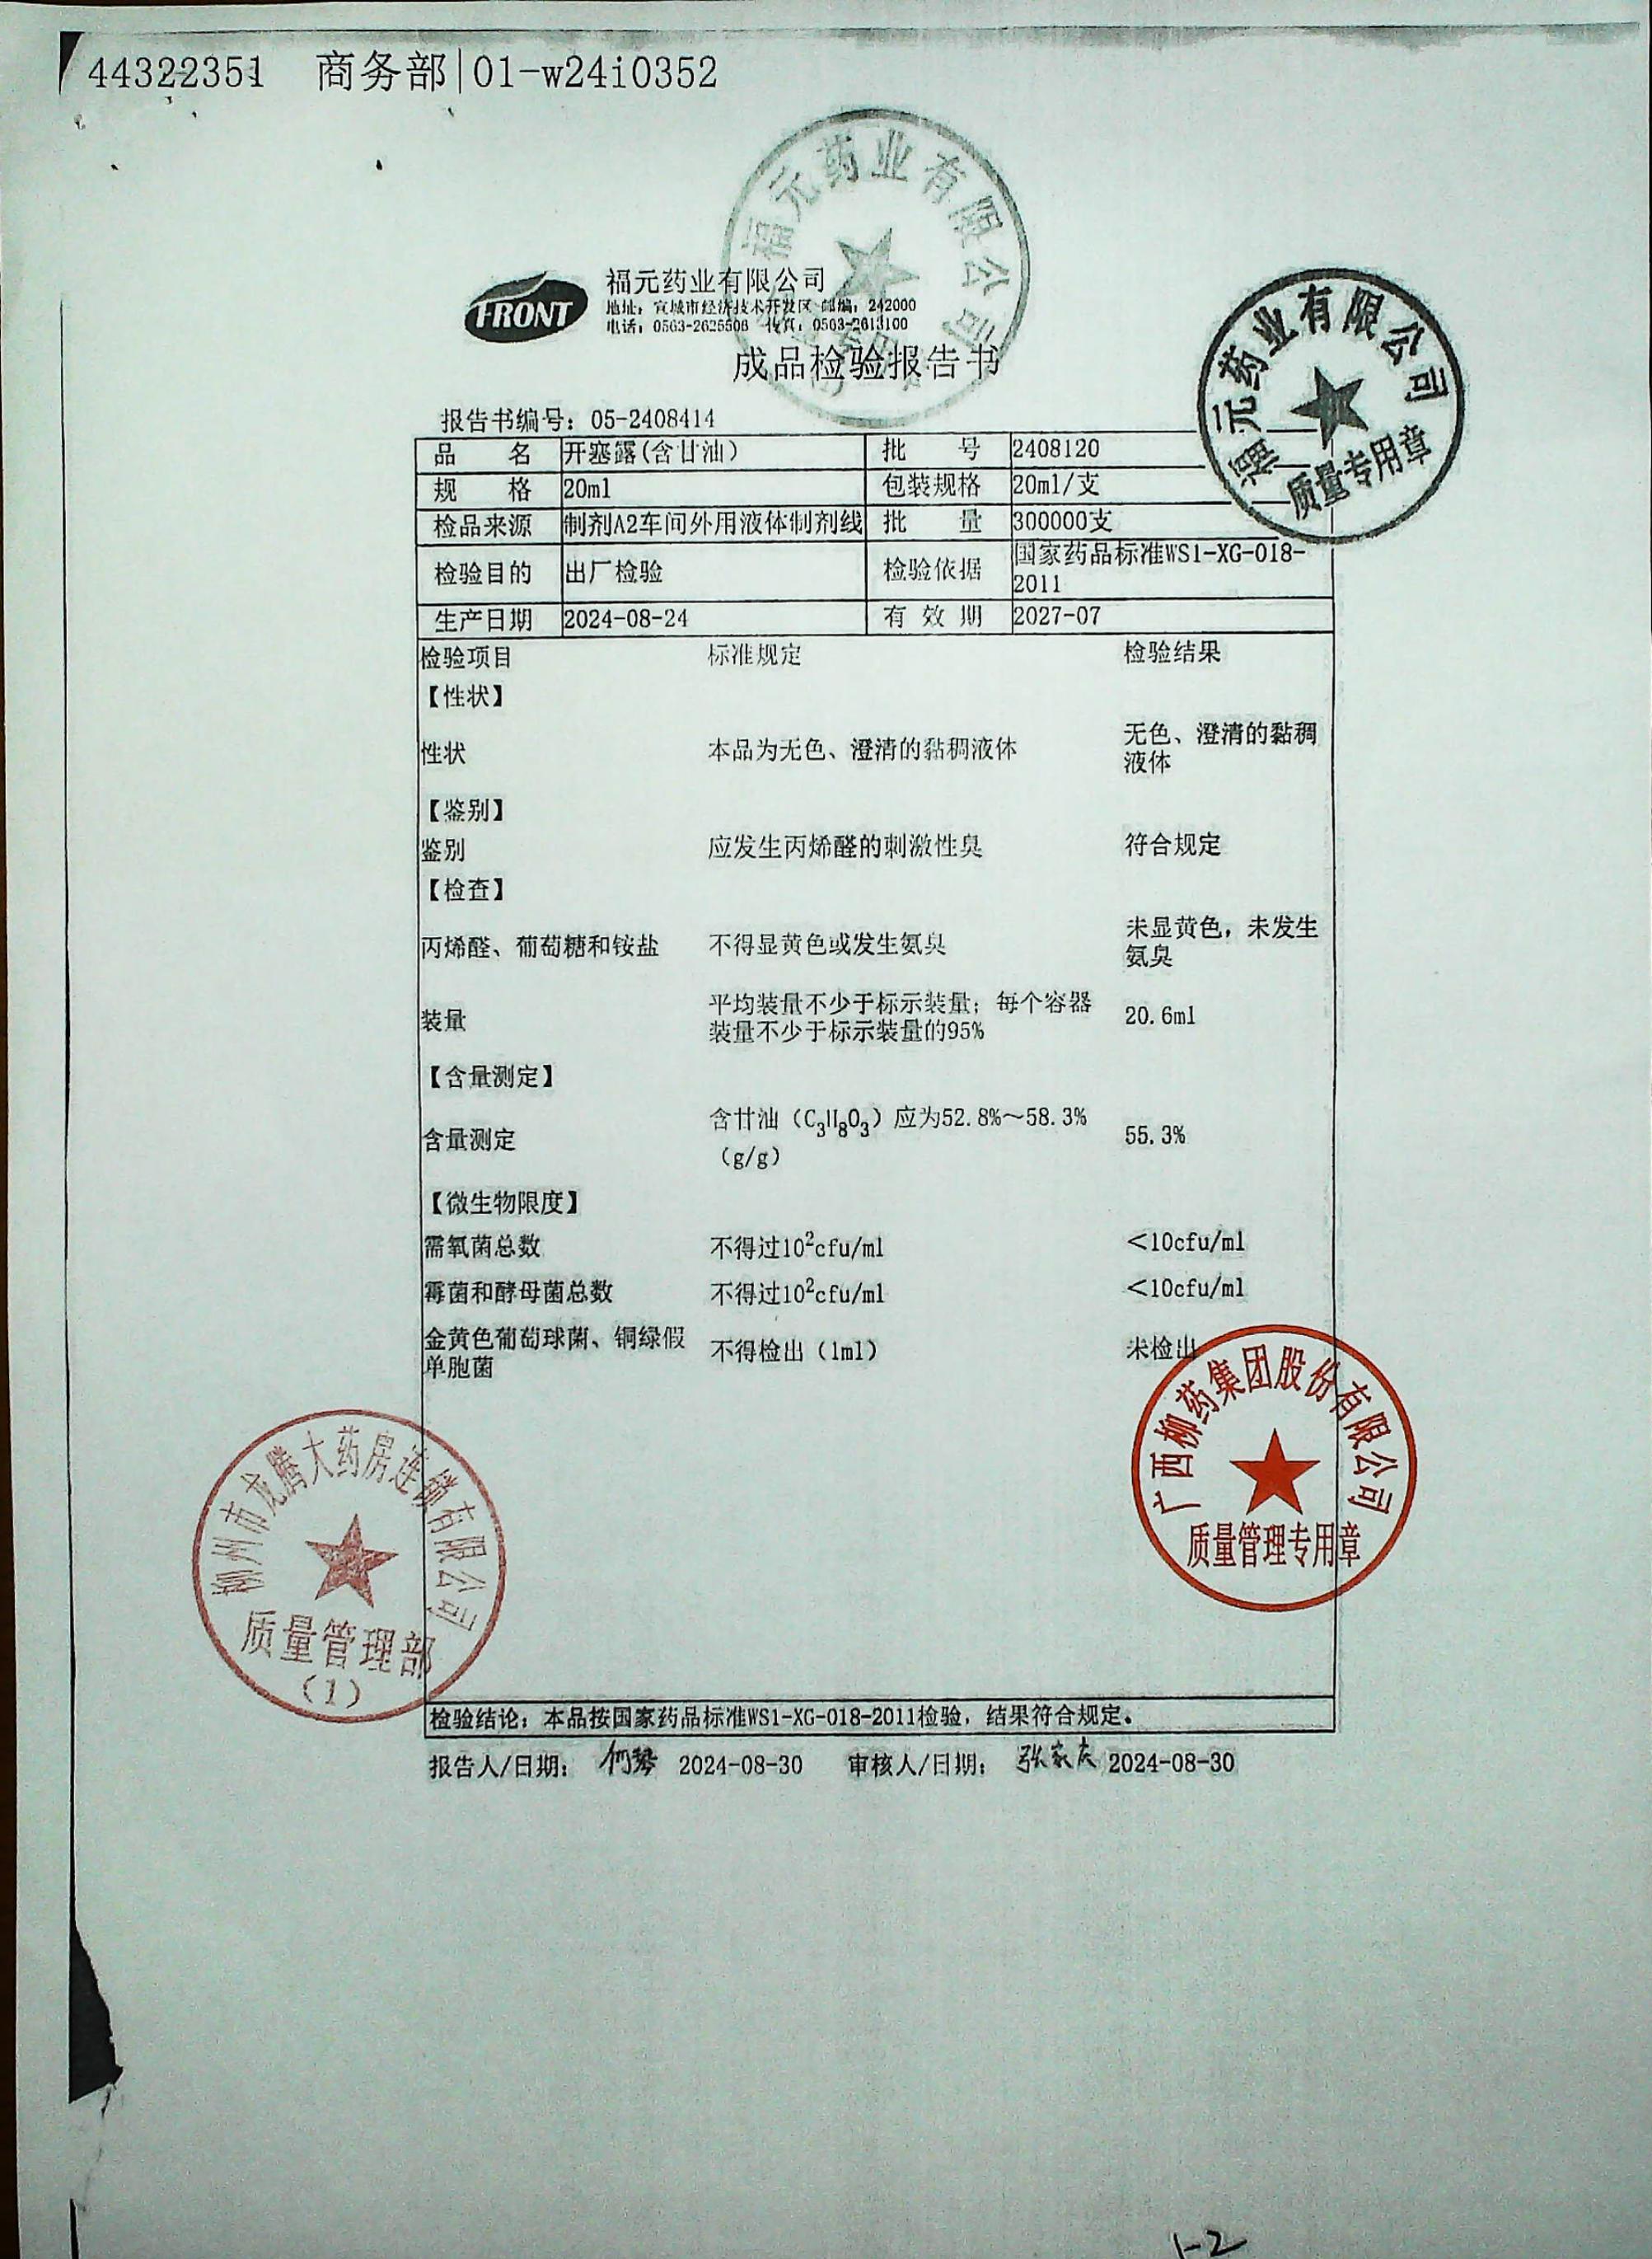 44322351 商务部|01-w24i0352
福元药业有限公司
FRONT
福元药业有限公司
地址：宣城市经济技术开发区 邮编：242000
电话：0563-2625508 传真：0563-2613100
成品检验报告书
福元药业有限公司
质量专用章
报告书编号：05-2408414
品 名 开塞露(含甘油) 批 号 2408120
规 格 20ml 包装规格 20ml/支
检品来源 制剂A2车间外用液体制剂线 批 量 300000支
检验目的 出厂检验 检验依据 国家药品标准WS1-XG-018-
2011
生产日期 2024-08-24 有 效 期 2027-07
检验项目 标准规定 检验结果
【性状】
性状 本品为无色、澄清的黏稠液体 无色、澄清的黏稠
液体
【鉴别】
鉴别 应发生丙烯醛的刺激性臭 符合规定
【检查】
丙烯醛、葡萄糖和铵盐 不得显黄色或发生氨臭 未显黄色，未发生
氨臭
装量 平均装量不少于标示装量；每个容器
装量不少于标示装量的95% 20.6ml
【含量测定】
含量测定 含甘油（C₃H₈O₃）应为52.8%～58.3%
（g/g） 55.3%
【微生物限度】
需氧菌总数 不得过10²cfu/ml <10cfu/ml
霉菌和酵母菌总数 不得过10²cfu/ml <10cfu/ml
金黄色葡萄球菌、铜绿假
单胞菌 不得检出（1ml） 未检出
广西柳药集团股份有限公司
质量管理专用章
柳州市龙腾大药房连锁有限公司
质量管理部
（1）
检验结论：本品按国家药品标准WS1-XG-018-2011检验，结果符合规定。
报告人/日期： 2024-08-30 审核人/日期： 张家庆 2024-08-30
1-2